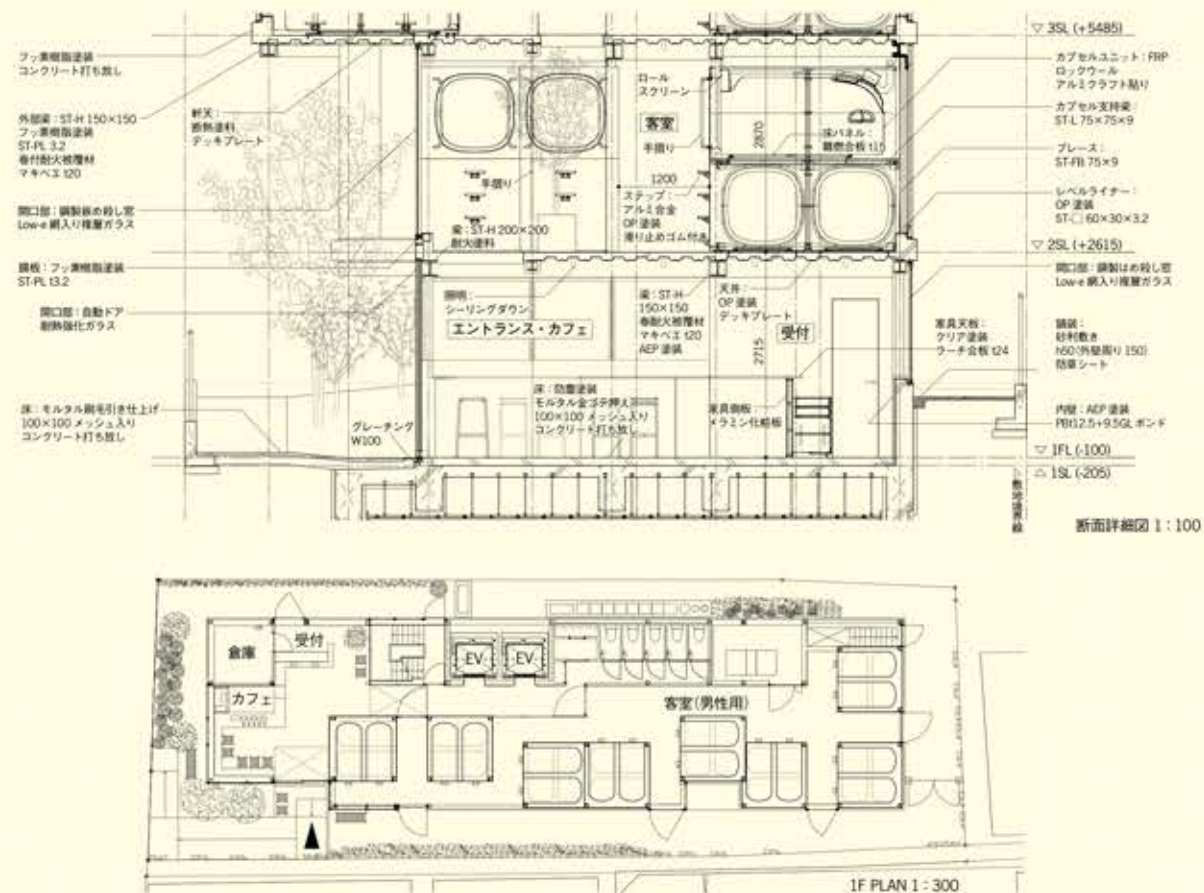 フッ素樹脂塗装
コンクリート打ち放し
外部梁：ST-H 150×150
フッ素樹脂塗装
ST-PL 3.2
巻付耐火被覆材
マキベエ t20
開口部：鋼製嵌め殺し窓
Low-e 網入り複層ガラス
鋼板：フッ素樹脂塗装
ST-PL t3.2
開口部：自動ドア
耐熱強化ガラス
床：モルタル刷毛引き仕上げ
100×100 メッシュ入り
コンクリート打ち放し
軒天：
断熱塗料
デッキプレート
グレーチング
W100
手摺り
梁：ST-H 200×200
耐火塗料
照明：
シーリングダウン
エントランス・カフェ
床：防塵塗装
モルタル金ゴテ押え
100×100 メッシュ入り
コンクリート打ち放し
ロール
スクリーン
客室
手摺り
1200
ステップ：
アルミ合金
OP 塗装
滑り止めゴム付き
梁：ST-H
150×150
巻耐火被覆材
マキベエ t20
AEP 塗装
2870
床パネル：
難燃合板 t15
天井：
OP 塗装
デッキプレート
受付
2715
家具側板：
メラミン化粧板
家具天板：
クリア塗装
ラーチ合板 t24
▽ 3SL (+5485)
カプセルユニット：FRP
ロックウール
アルミクラフト貼り
カプセル支持梁：
ST-L 75×75×9
ブレース：
ST-FB 75×9
レベルライナー：
OP 塗装
ST-□ 60×30×3.2
▽ 2SL (+2615)
開口部：鋼製はめ殺し窓
Low-e 網入り複層ガラス
舗装：
砂利敷き
h50(外壁周り 150)
防草シート
内壁：AEP 塗装
PBt12.5+9.5GL ボンド
▽ 1FL (-100)
△ 1SL (-205)
敷地境界線
断面詳細図 1：100
倉庫
受付
EV
EV
カフェ
客室(男性用)
1F PLAN 1：300